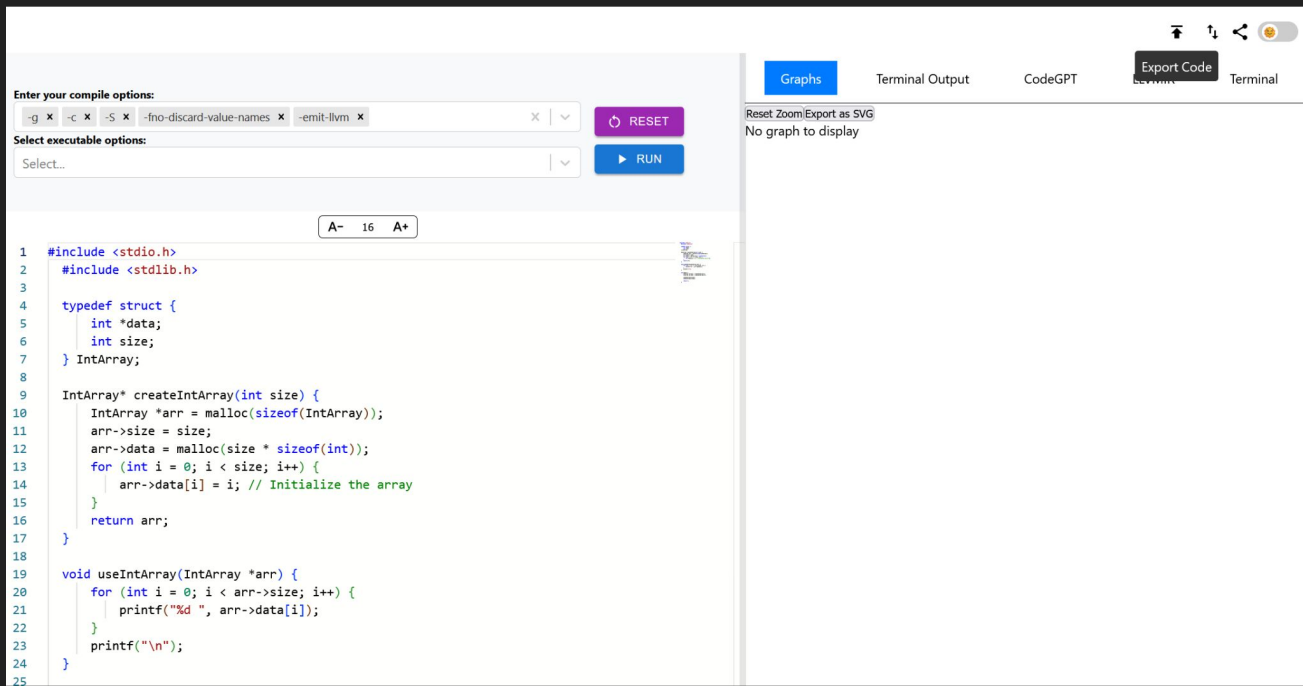 Export Code
Enter your compile options:
-g × -c × -S × -fno-discard-value-names × -emit-llvm ×
RESET
Select executable options:
Select...
RUN
A- 16 A+
1 #include <stdio.h>
2 #include <stdlib.h>
3
4 typedef struct {
5 int *data;
6 int size;
7 } IntArray;
8
9 IntArray* createIntArray(int size) {
10 IntArray *arr = malloc(sizeof(IntArray));
11 arr->size = size;
12 arr->data = malloc(size * sizeof(int));
13 for (int i = 0; i < size; i++) {
14 arr->data[i] = i; // Initialize the array
15 }
16 return arr;
17 }
18
19 void useIntArray(IntArray *arr) {
20 for (int i = 0; i < arr->size; i++) {
21 printf("%d ", arr->data[i]);
22 }
23 printf("\n");
24 }
25
Graphs Terminal Output CodeGPT Terminal
Reset Zoom Export as SVG
No graph to display